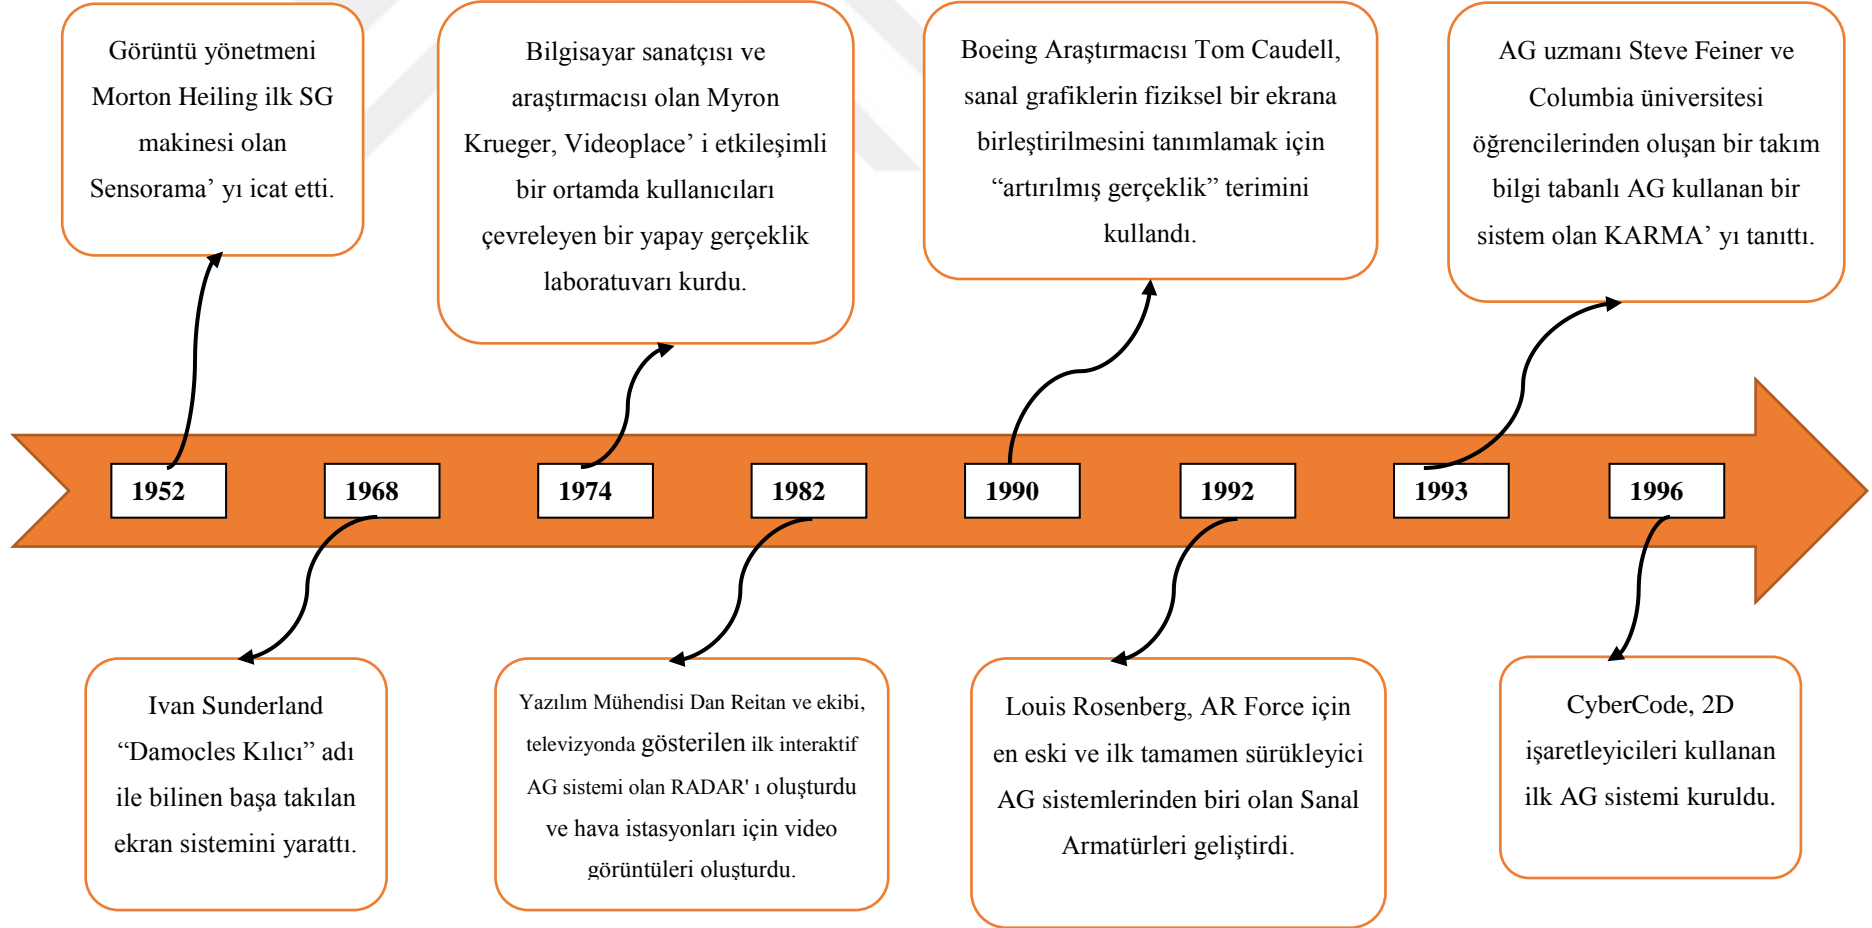 Görüntü yönetmeni
Morton Heiling ilk SG
makinesi olan
Sensorama’ yı icat etti.
Bilgisayar sanatçısı ve
araştırmacısı olan Myron
Krueger, Videoplace’ i etkileşimli
bir ortamda kullanıcıları
çevreleyen bir yapay gerçeklik
laboratuvarı kurdu.
Boeing Araştırmacısı Tom Caudell,
sanal grafiklerin fiziksel bir ekrana
birleştirilmesini tanımlamak için
“artırılmış gerçeklik” terimini
kullandı.
AG uzmanı Steve Feiner ve
Columbia üniversitesi
öğrencilerinden oluşan bir takım
bilgi tabanlı AG kullanan bir
sistem olan KARMA’ yı tanıttı.
1952
1968
1974
1982
1990
1992
1993
1996
Ivan Sunderland
“Damocles Kılıcı” adı
ile bilinen başa takılan
ekran sistemini yarattı.
Yazılım Mühendisi Dan Reitan ve ekibi,
televizyonda gösterilen ilk interaktif
AG sistemi olan RADAR' ı oluşturdu
ve hava istasyonları için video
görüntüleri oluşturdu.
Louis Rosenberg, AR Force için
en eski ve ilk tamamen sürükleyici
AG sistemlerinden biri olan Sanal
Armatürleri geliştirdi.
CyberCode, 2D
işaretleyicileri kullanan
ilk AG sistemi kuruldu.